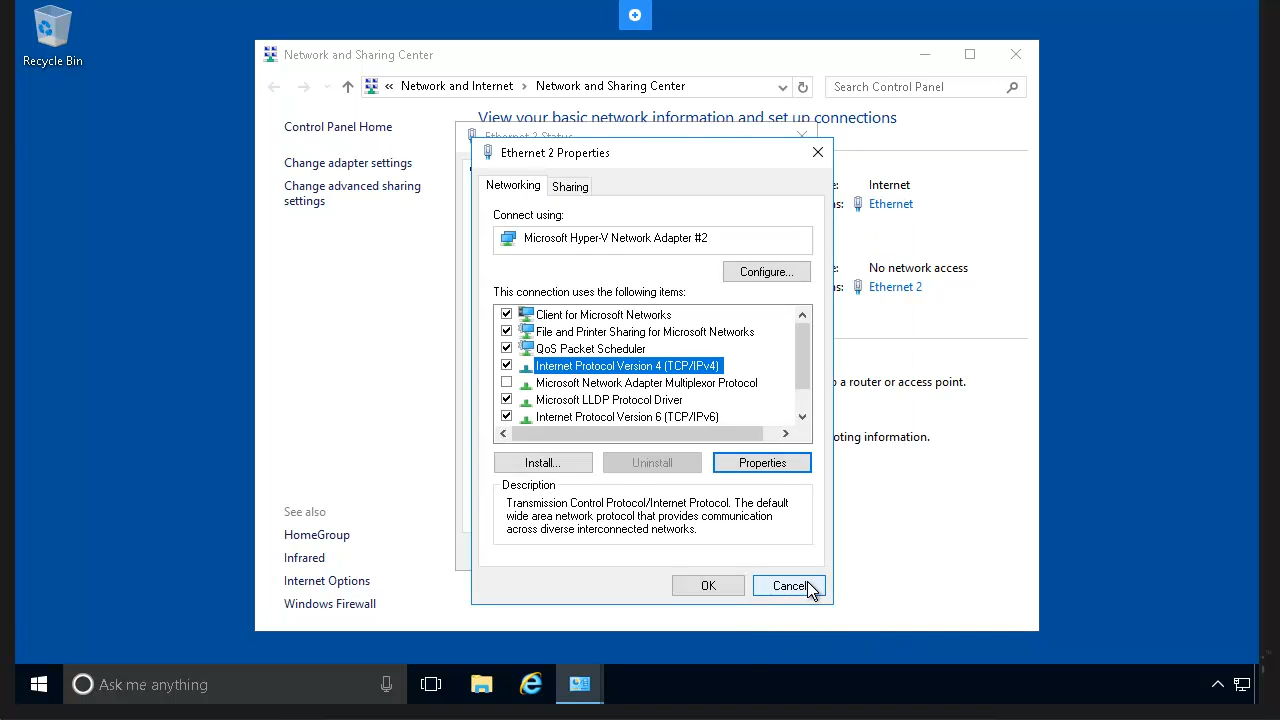 Recycle Bin
Network and Sharing Center
« Network and Internet > Network and Sharing Center
Search Control Panel
Control Panel Home
Change adapter settings
Change advanced sharing
settings
See also
HomeGroup
Infrared
Internet Options
Windows Firewall
View your basic network information and set up connections
Internet
Ethernet
No network access
Ethernet 2
a router or access point.
Ethernet 2 Status
Ethernet 2 Properties
Networking
Sharing
Connect using:
Microsoft Hyper-V Network Adapter #2
Configure...
This connection uses the following items:
Client for Microsoft Networks
File and Printer Sharing for Microsoft Networks
QoS Packet Scheduler
Internet Protocol Version 4 (TCP/IPv4)
Microsoft Network Adapter Multiplexor Protocol
Microsoft LLDP Protocol Driver
Internet Protocol Version 6 (TCP/IPv6)
Install...
Uninstall
Properties
Description
Transmission Control Protocol/Internet Protocol. The default
wide area network protocol that provides communication
across diverse interconnected networks.
OK
Cancel
information.
Ask me anything